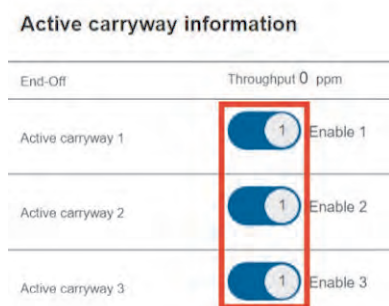 Active carryway information
End-Off Throughput 0 ppm
Active carryway 1 1 Enable 1
Active carryway 2 1 Enable 2
Active carryway 3 1 Enable 3